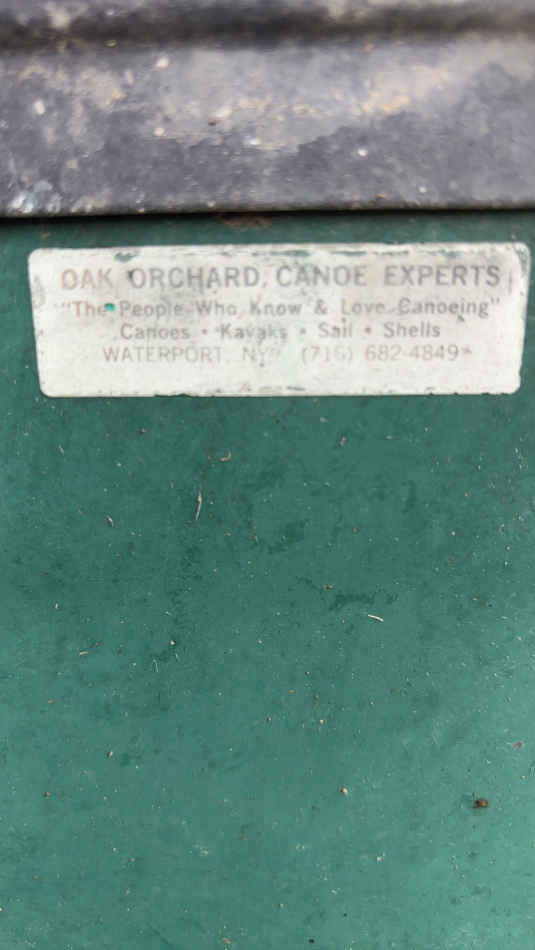 OAK ORCHARD CANOE EXPERTS
"The People Who Know & Love Canoeing"
Canoes • Kayaks • Sail • Shells
WATERPORT, NY (716) 682-4849